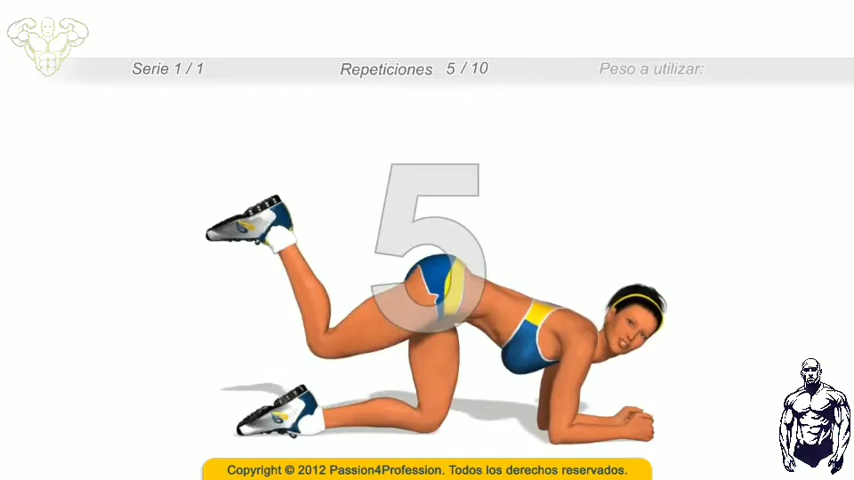 Serie 1 / 1 Repeticiones 5 / 10 Peso a utilizar:
5
Copyright © 2012 Passion4Profession. Todos los derechos reservados.